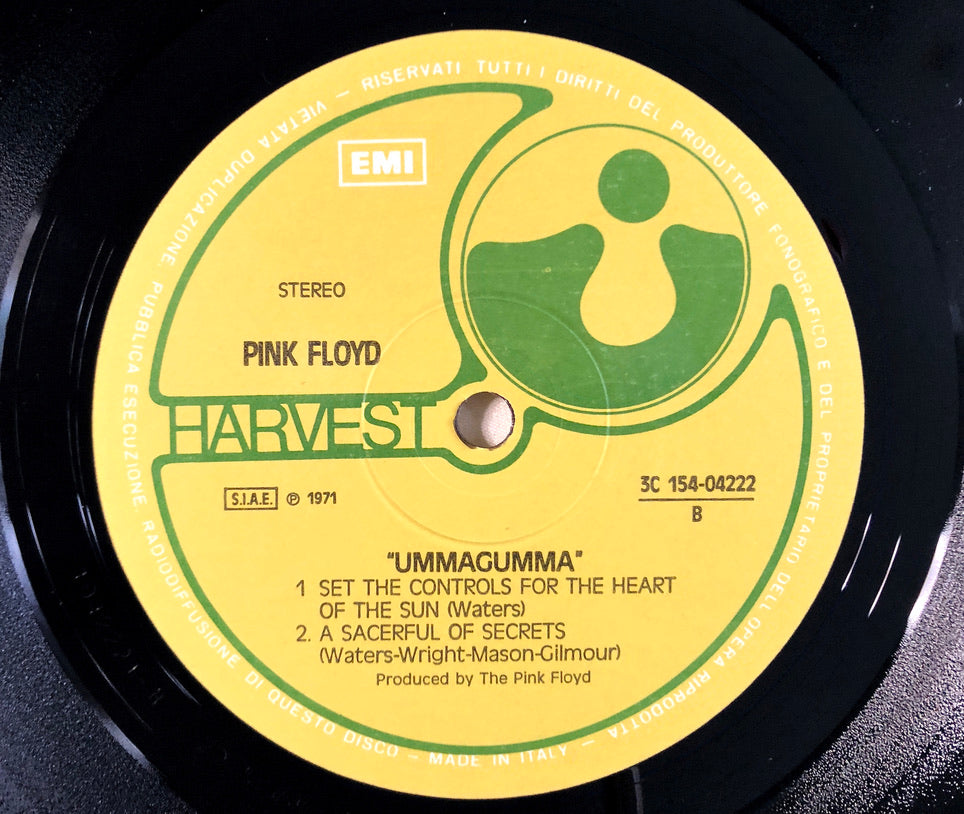 VIETATA DUPLICAZIONE. PUBBLICA ESECUZIONE. RADIODIFFUSIONE DI QUESTO DISCO – MADE IN ITALY – RISERVATI TUTTI I DIRITTI DEL PRODUTTORE FONOGRAFICO E DEL PROPRIETARIO DELL'OPERA RIPRODOTTA –
EMI
STEREO
PINK FLOYD
HARVEST
S.I.A.E. ℗ 1971
3C 154-04222
B
"UMMAGUMMA"
1 SET THE CONTROLS FOR THE HEART
OF THE SUN (Waters)
2. A SACERFUL OF SECRETS
(Waters-Wright-Mason-Gilmour)
Produced by The Pink Floyd